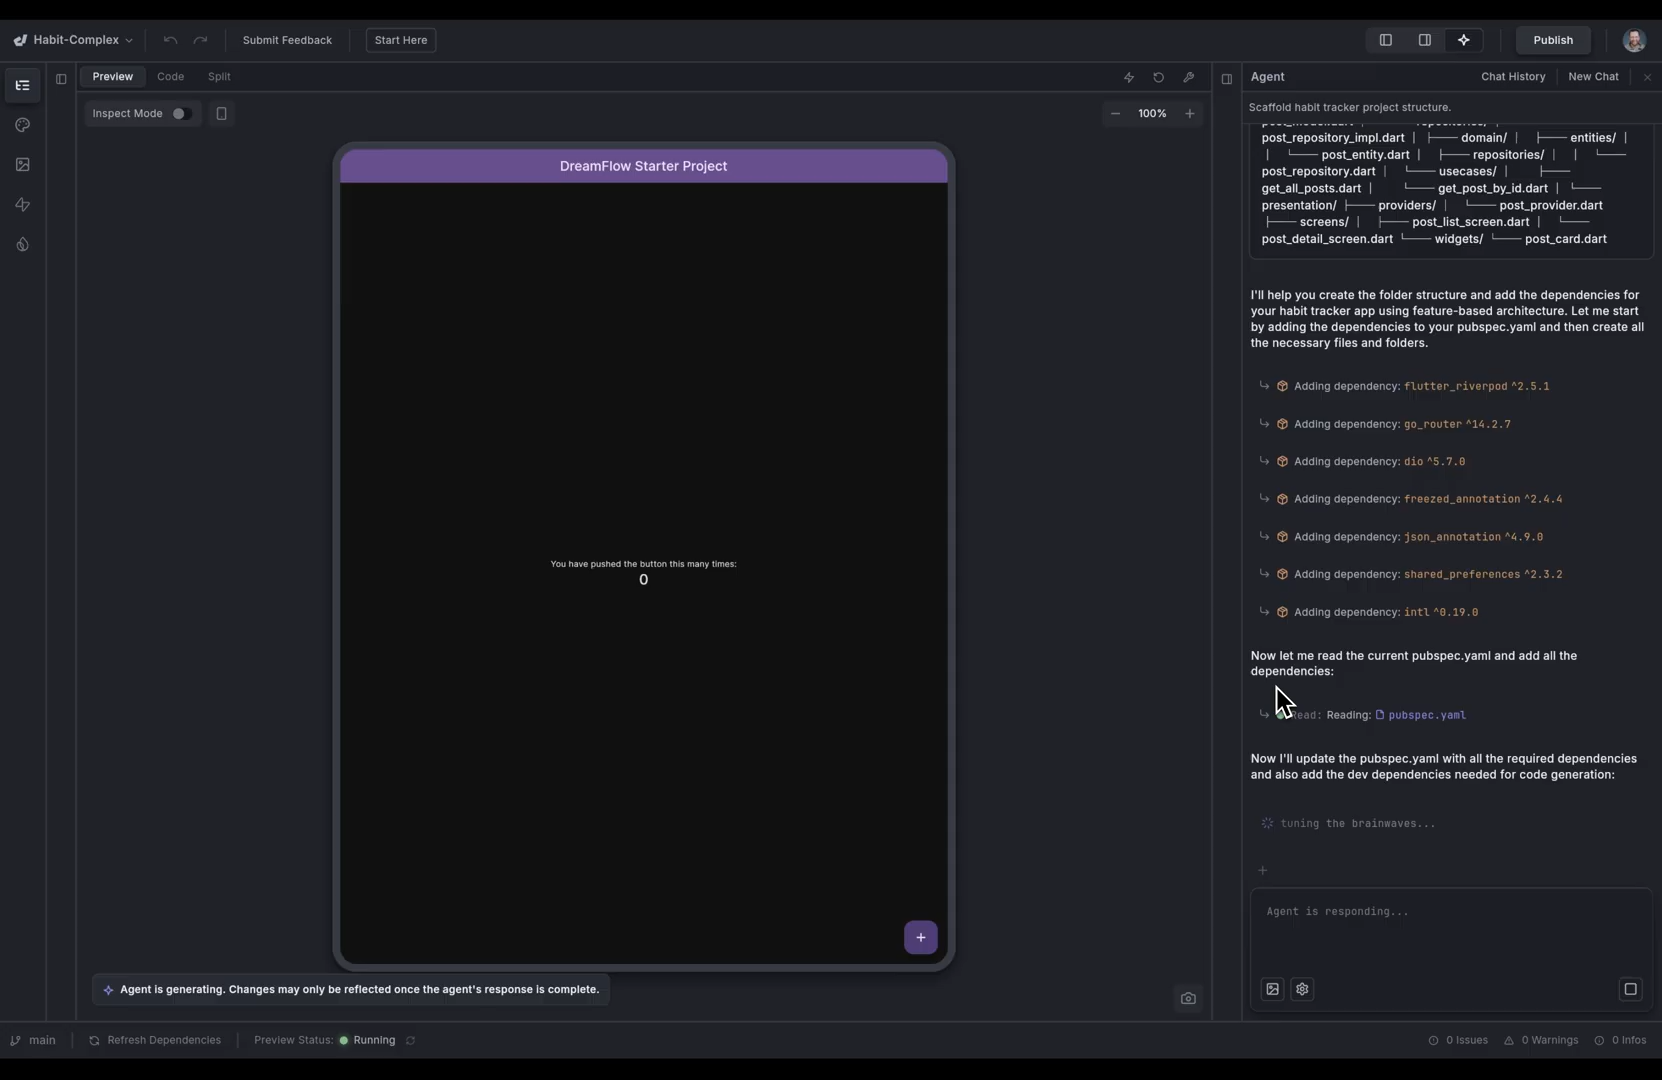 Habit-Complex
Submit Feedback
Start Here
Publish
Preview
Code
Split
Inspect Mode
100%
DreamFlow Starter Project
You have pushed the button this many times:
0
+
Agent is generating. Changes may only be reflected once the agent's response is complete.
Agent
Chat History
New Chat
Scaffold habit tracker project structure.
post_repository_impl.dart │ ├── domain/ │ ├── entities/ │
│ └── post_entity.dart │ ├── repositories/ │ │ └──
post_repository.dart │ └── usecases/ │ ├──
get_all_posts.dart │ └── get_post_by_id.dart │ └──
presentation/ ├── providers/ │ └── post_provider.dart
├── screens/ │ ├── post_list_screen.dart │ └──
post_detail_screen.dart └── widgets/ └── post_card.dart
I'll help you create the folder structure and add the dependencies for
your habit tracker app using feature-based architecture. Let me start
by adding the dependencies to your pubspec.yaml and then create all
the necessary files and folders.
Adding dependency: flutter_riverpod ^2.5.1
Adding dependency: go_router ^14.2.7
Adding dependency: dio ^5.7.0
Adding dependency: freezed_annotation ^2.4.4
Adding dependency: json_annotation ^4.9.0
Adding dependency: shared_preferences ^2.3.2
Adding dependency: intl ^0.19.0
Now let me read the current pubspec.yaml and add all the
dependencies:
Reading: pubspec.yaml
Now I'll update the pubspec.yaml with all the required dependencies
and also add the dev dependencies needed for code generation:
tuning the brainwaves...
Agent is responding...
main
Refresh Dependencies
Preview Status: Running
0 Issues
0 Warnings
0 Infos